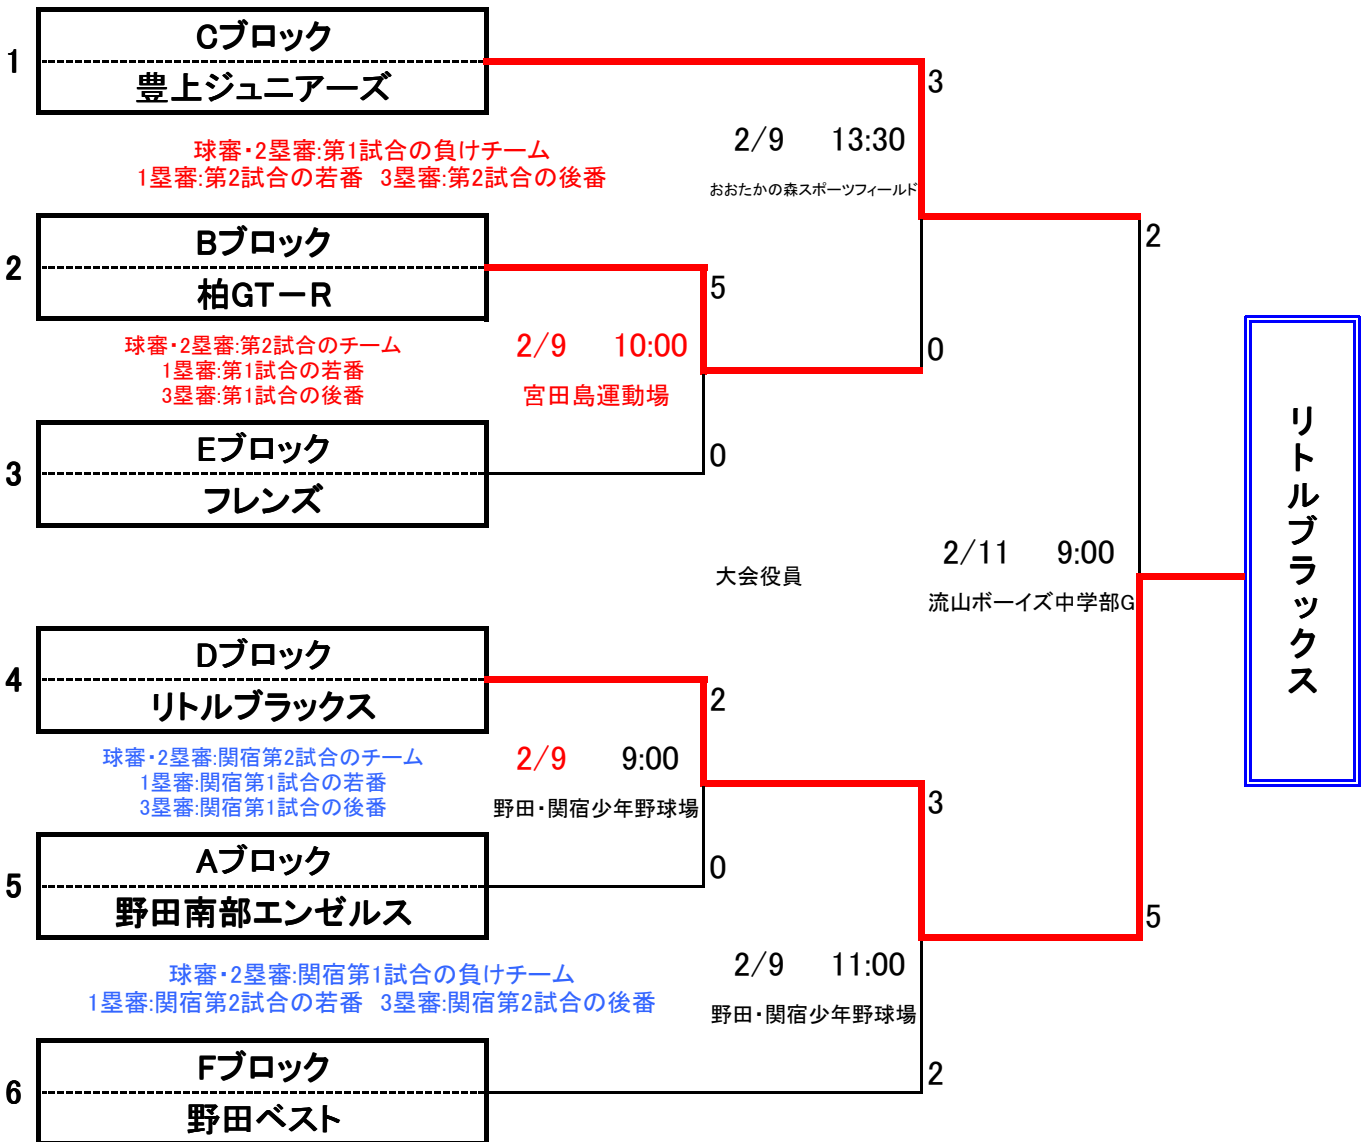 1
Cブロック
豊上ジュニアーズ
3
球審・2塁審:第1試合の負けチーム
1塁審:第2試合の若番 3塁審:第2試合の後番
2/9 13:30
おおたかの森スポーツフィールド
2
Bブロック
柏GT－R
2
5
球審・2塁審:第2試合のチーム
1塁審:第1試合の若番
3塁審:第1試合の後番
2/9 10:00
宮田島運動場
0
3
Eブロック
フレンズ
0
リトルブラックス
大会役員
2/11 9:00
流山ボーイズ中学部G
4
Dブロック
リトルブラックス
2
球審・2塁審:関宿第2試合のチーム
1塁審:関宿第1試合の若番
3塁審:関宿第1試合の後番
2/9 9:00
野田・関宿少年野球場
3
5
Aブロック
野田南部エンゼルス
0
5
球審・2塁審:関宿第1試合の負けチーム
1塁審:関宿第2試合の若番 3塁審:関宿第2試合の後番
2/9 11:00
野田・関宿少年野球場
6
Fブロック
野田ベスト
2